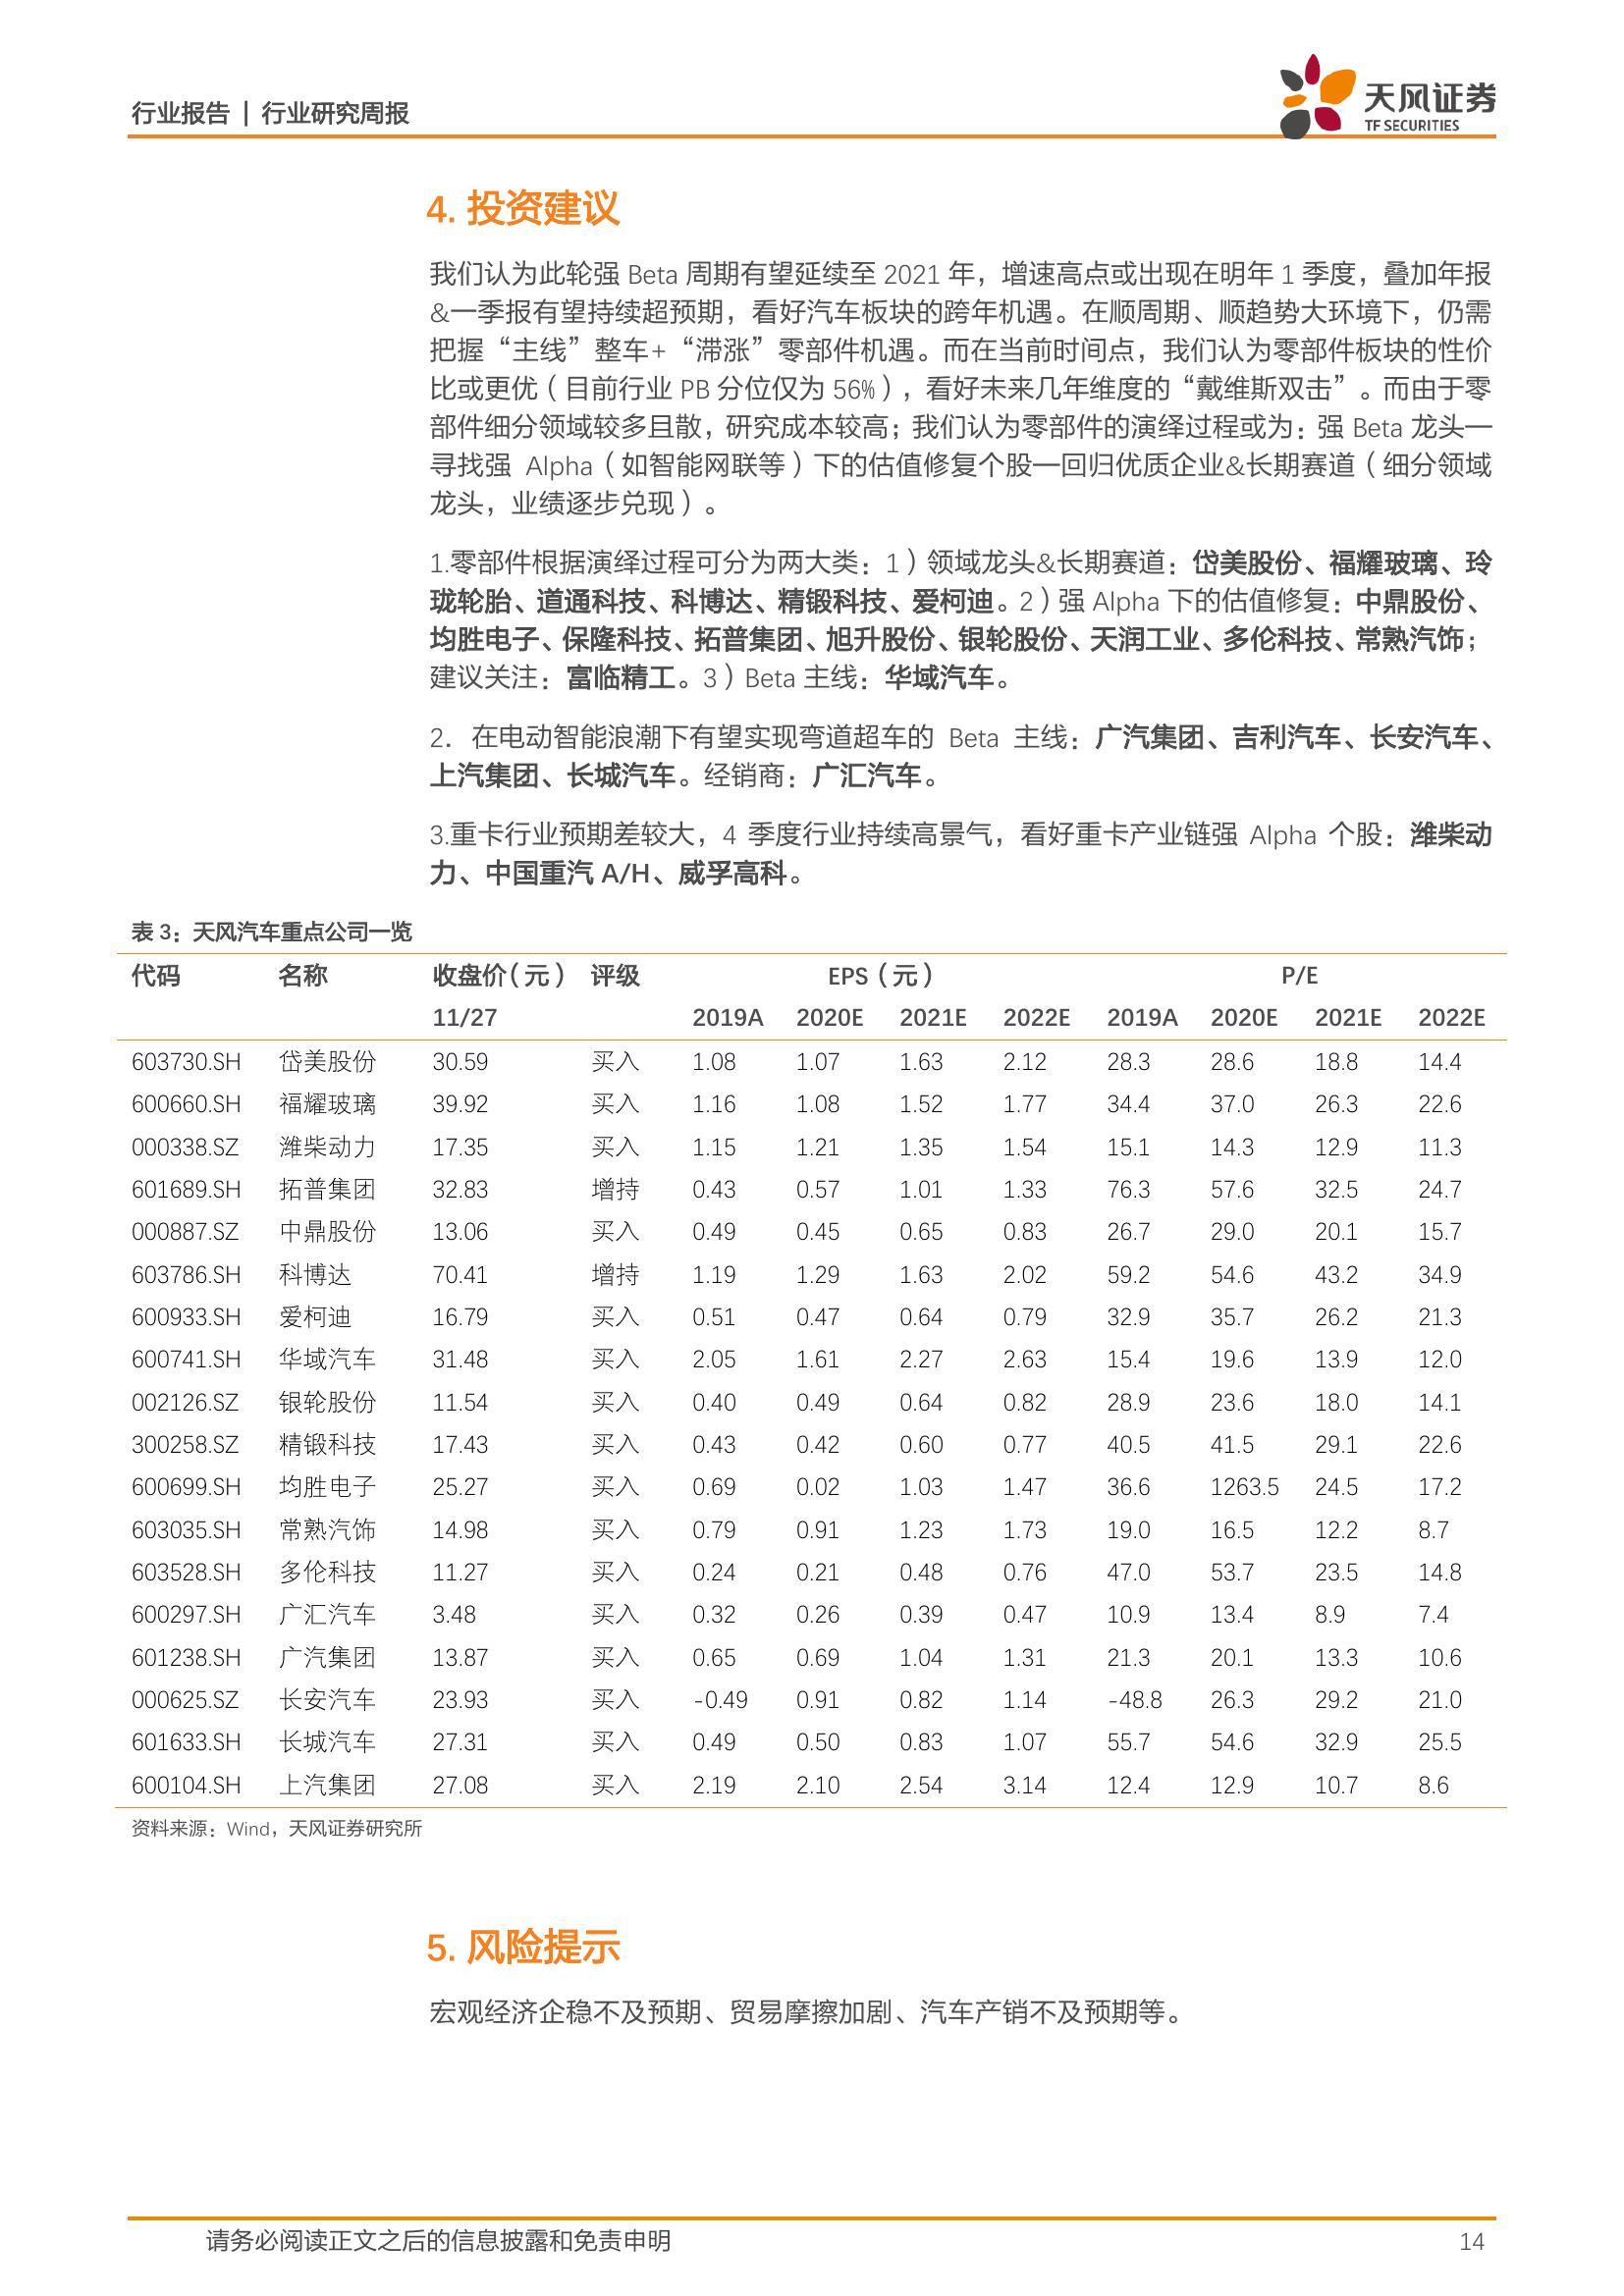 行业报告 | 行业研究周报
天风证券
TF SECURITIES
4. 投资建议
我们认为此轮强 Beta 周期有望延续至 2021 年，增速高点或出现在明年 1 季度，叠加年报
&一季报有望持续超预期，看好汽车板块的跨年机遇。在顺周期、顺趋势大环境下，仍需
把握“主线”整车+“滞涨”零部件机遇。而在当前时间点，我们认为零部件板块的性价
比或更优（目前行业 PB 分位仅为 56%），看好未来几年维度的“戴维斯双击”。而由于零
部件细分领域较多且散，研究成本较高；我们认为零部件的演绎过程或为：强 Beta 龙头—
寻找强 Alpha（如智能网联等）下的估值修复个股—回归优质企业&长期赛道（细分领域
龙头，业绩逐步兑现）。
1.零部件根据演绎过程可分为两大类：1）领域龙头&长期赛道：岱美股份、福耀玻璃、玲
珑轮胎、道通科技、科博达、精锻科技、爱柯迪。2）强 Alpha 下的估值修复：中鼎股份、
均胜电子、保隆科技、拓普集团、旭升股份、银轮股份、天润工业、多伦科技、常熟汽饰；
建议关注：富临精工。3）Beta 主线：华域汽车。
2. 在电动智能浪潮下有望实现弯道超车的 Beta 主线：广汽集团、吉利汽车、长安汽车、
上汽集团、长城汽车。经销商：广汇汽车。
3.重卡行业预期差较大，4 季度行业持续高景气，看好重卡产业链强 Alpha 个股：潍柴动
力、中国重汽 A/H、威孚高科。
表 3：天风汽车重点公司一览
代码 名称 收盘价（元） 评级 EPS（元） P/E
11/27 2019A 2020E 2021E 2022E 2019A 2020E 2021E 2022E
603730.SH 岱美股份 30.59 买入 1.08 1.07 1.63 2.12 28.3 28.6 18.8 14.4
600660.SH 福耀玻璃 39.92 买入 1.16 1.08 1.52 1.77 34.4 37.0 26.3 22.6
000338.SZ 潍柴动力 17.35 买入 1.15 1.21 1.35 1.54 15.1 14.3 12.9 11.3
601689.SH 拓普集团 32.83 增持 0.43 0.57 1.01 1.33 76.3 57.6 32.5 24.7
000887.SZ 中鼎股份 13.06 买入 0.49 0.45 0.65 0.83 26.7 29.0 20.1 15.7
603786.SH 科博达 70.41 增持 1.19 1.29 1.63 2.02 59.2 54.6 43.2 34.9
600933.SH 爱柯迪 16.79 买入 0.51 0.47 0.64 0.79 32.9 35.7 26.2 21.3
600741.SH 华域汽车 31.48 买入 2.05 1.61 2.27 2.63 15.4 19.6 13.9 12.0
002126.SZ 银轮股份 11.54 买入 0.40 0.49 0.64 0.82 28.9 23.6 18.0 14.1
300258.SZ 精锻科技 17.43 买入 0.43 0.42 0.60 0.77 40.5 41.5 29.1 22.6
600699.SH 均胜电子 25.27 买入 0.69 0.02 1.03 1.47 36.6 1263.5 24.5 17.2
603035.SH 常熟汽饰 14.98 买入 0.79 0.91 1.23 1.73 19.0 16.5 12.2 8.7
603528.SH 多伦科技 11.27 买入 0.24 0.21 0.48 0.76 47.0 53.7 23.5 14.8
600297.SH 广汇汽车 3.48 买入 0.32 0.26 0.39 0.47 10.9 13.4 8.9 7.4
601238.SH 广汽集团 13.87 买入 0.65 0.69 1.04 1.31 21.3 20.1 13.3 10.6
000625.SZ 长安汽车 23.93 买入 -0.49 0.91 0.82 1.14 -48.8 26.3 29.2 21.0
601633.SH 长城汽车 27.31 买入 0.49 0.50 0.83 1.07 55.7 54.6 32.9 25.5
600104.SH 上汽集团 27.08 买入 2.19 2.10 2.54 3.14 12.4 12.9 10.7 8.6
资料来源：Wind，天风证券研究所
5. 风险提示
宏观经济企稳不及预期、贸易摩擦加剧、汽车产销不及预期等。
请务必阅读正文之后的信息披露和免责申明 14